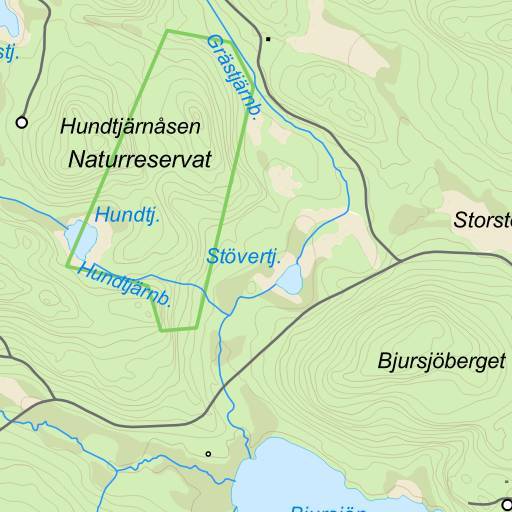 Grästjärnb.
Hundtjärnåsen
Naturreservat
Hundtj.
Stövertj.
Hundtjärnb.
Bjursjöberget